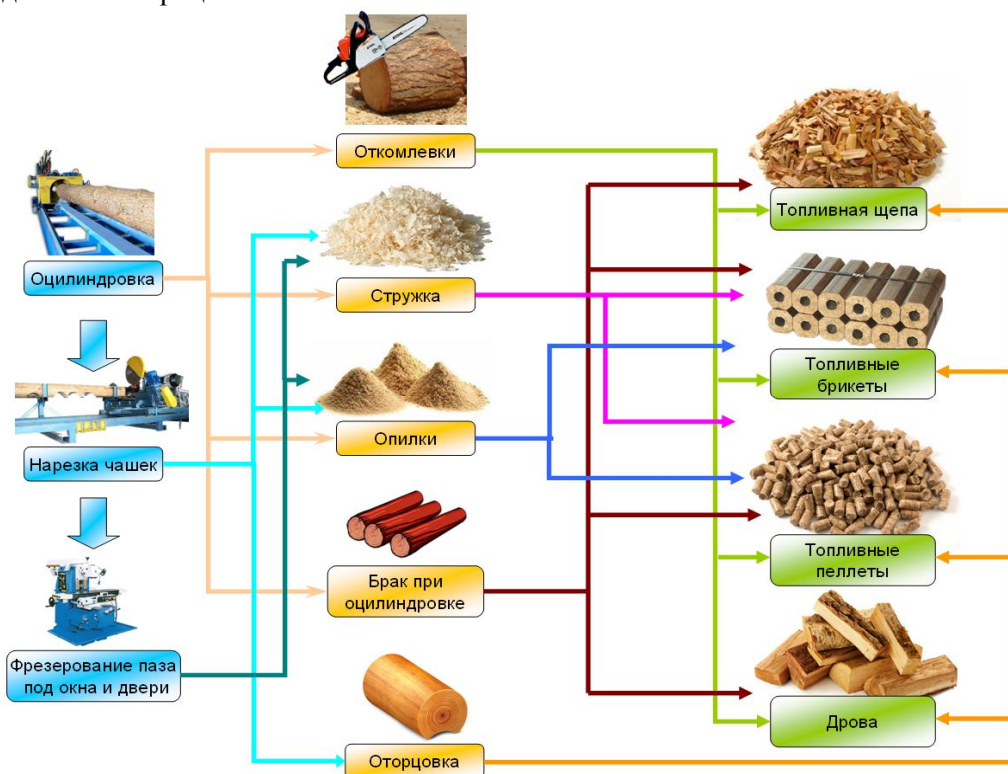 Откомлевки
Топливная щепа
Оцилиндровка
Стружка
Топливные
брикеты
Опилки
Нарезка чашек
Топливные
пеллеты
Брак при
оцилиндровке
Фрезерование паза
под окна и двери
Дрова
Оторцовка